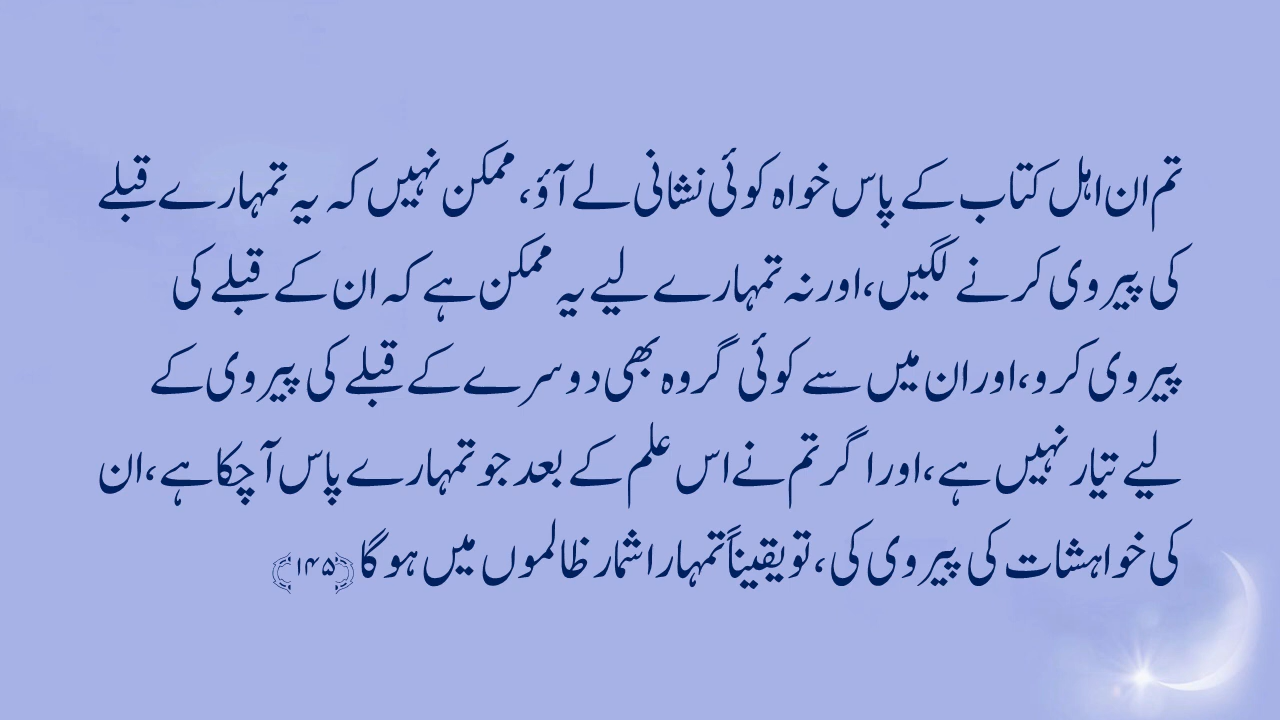 تم ان اہل کتاب کے پاس خواہ کوئی نشانی لے آؤ، ممکن نہیں کہ یہ تمہارے قبلے
کی پیروی کرنے لگیں، اور نہ تمہارے لیے یہ ممکن ہے کہ ان کے قبلے کی
پیروی کرو، اور ان میں سے کوئی گروہ بھی دوسرے کے قبلے کی پیروی کے
لیے تیار نہیں ہے، اور اگر تم نے اس علم کے بعد جو تمہارے پاس آ چکا ہے، ان
کی خواہشات کی پیروی کی، تو یقیناً تمہارا شمار ظالموں میں ہوگا ﴿۱۴۵﴾